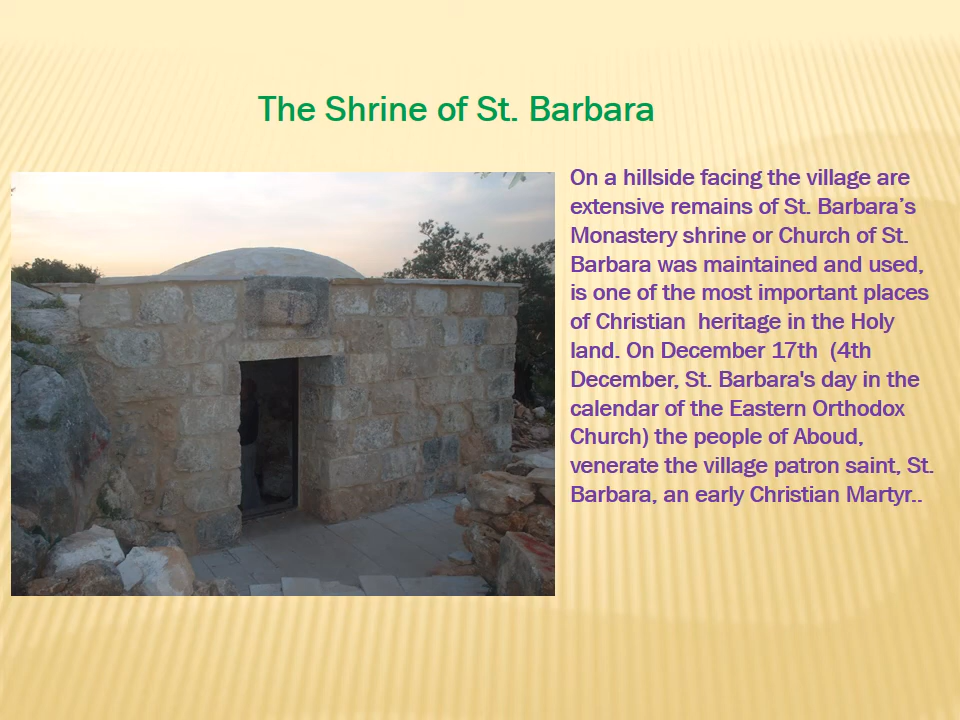 The Shrine of St. Barbara
On a hillside facing the village are
extensive remains of St. Barbara’s
Monastery shrine or Church of St.
Barbara was maintained and used,
is one of the most important places
of Christian  heritage in the Holy
land. On December 17th  (4th
December, St. Barbara's day in the
calendar of the Eastern Orthodox
Church) the people of Aboud,
venerate the village patron saint, St.
Barbara, an early Christian Martyr..